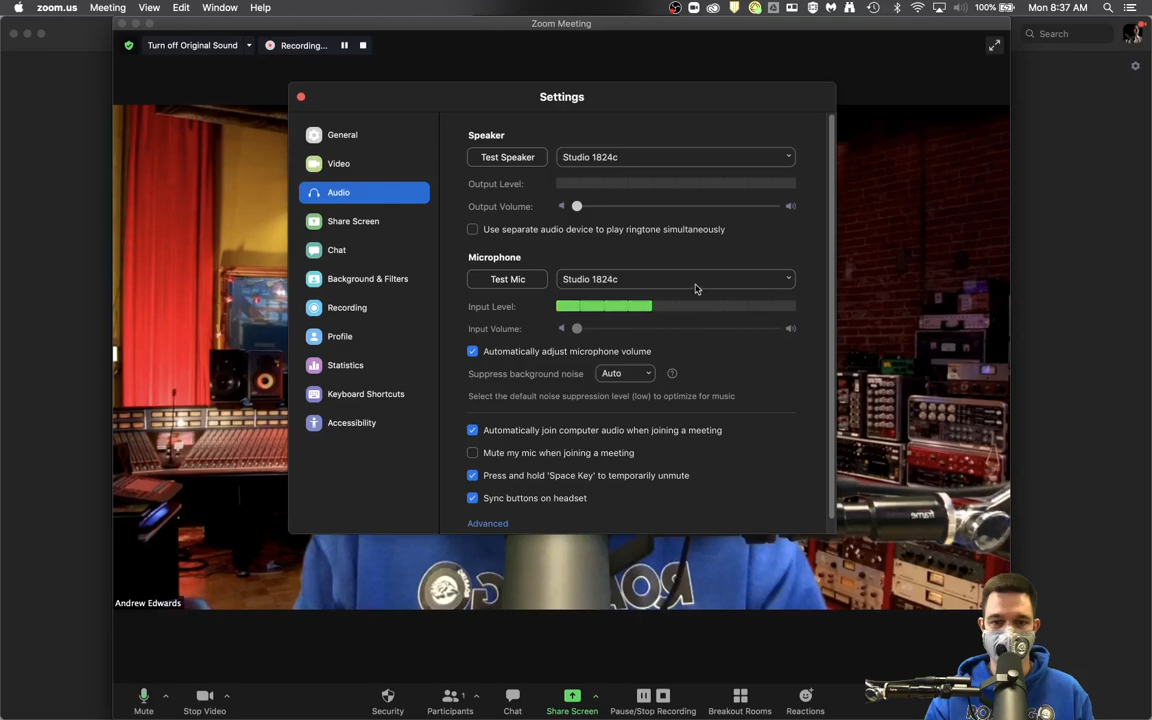 zoom.us Meeting View Edit Window Help 100% Mon 8:37 AM
Zoom Meeting
Turn off Original Sound Recording...
Search
Settings
General
Video
Audio
Share Screen
Chat
Background & Filters
Recording
Profile
Statistics
Keyboard Shortcuts
Accessibility
Speaker
Test Speaker Studio 1824c
Output Level:
Output Volume:
Use separate audio device to play ringtone simultaneously
Microphone
Test Mic Studio 1824c
Input Level:
Input Volume:
Automatically adjust microphone volume
Suppress background noise Auto ?
Select the default noise suppression level (low) to optimize for music
Automatically join computer audio when joining a meeting
Mute my mic when joining a meeting
Press and hold 'Space Key' to temporarily unmute
Sync buttons on headset
Advanced
frame
Andrew Edwards
Mute Stop Video Security Participants 1 Chat Share Screen Pause/Stop Recording Breakout Rooms Reactions